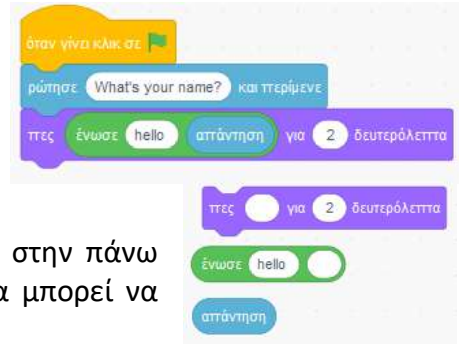 όταν γίνει κλικ σε
ρώτησε What's your name? και περίμενε
πες ένωσε hello απάντηση για 2 δευτερόλεπτα
πες για 2 δευτερόλεπτα
στην πάνω
ένωσε hello
α μπορεί να
απάντηση